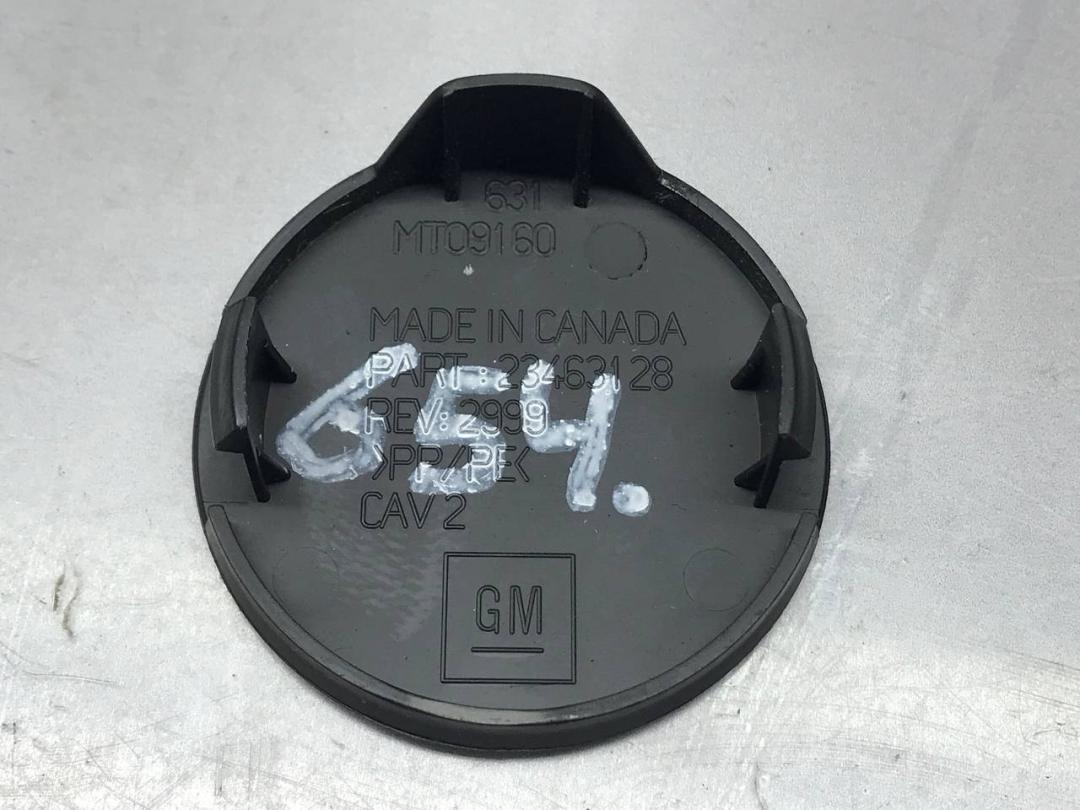 631
MT09160
MADE IN CANADA
PART: 23463128
REV: 2999
>PP/PE<
654.
CAV 2
GM